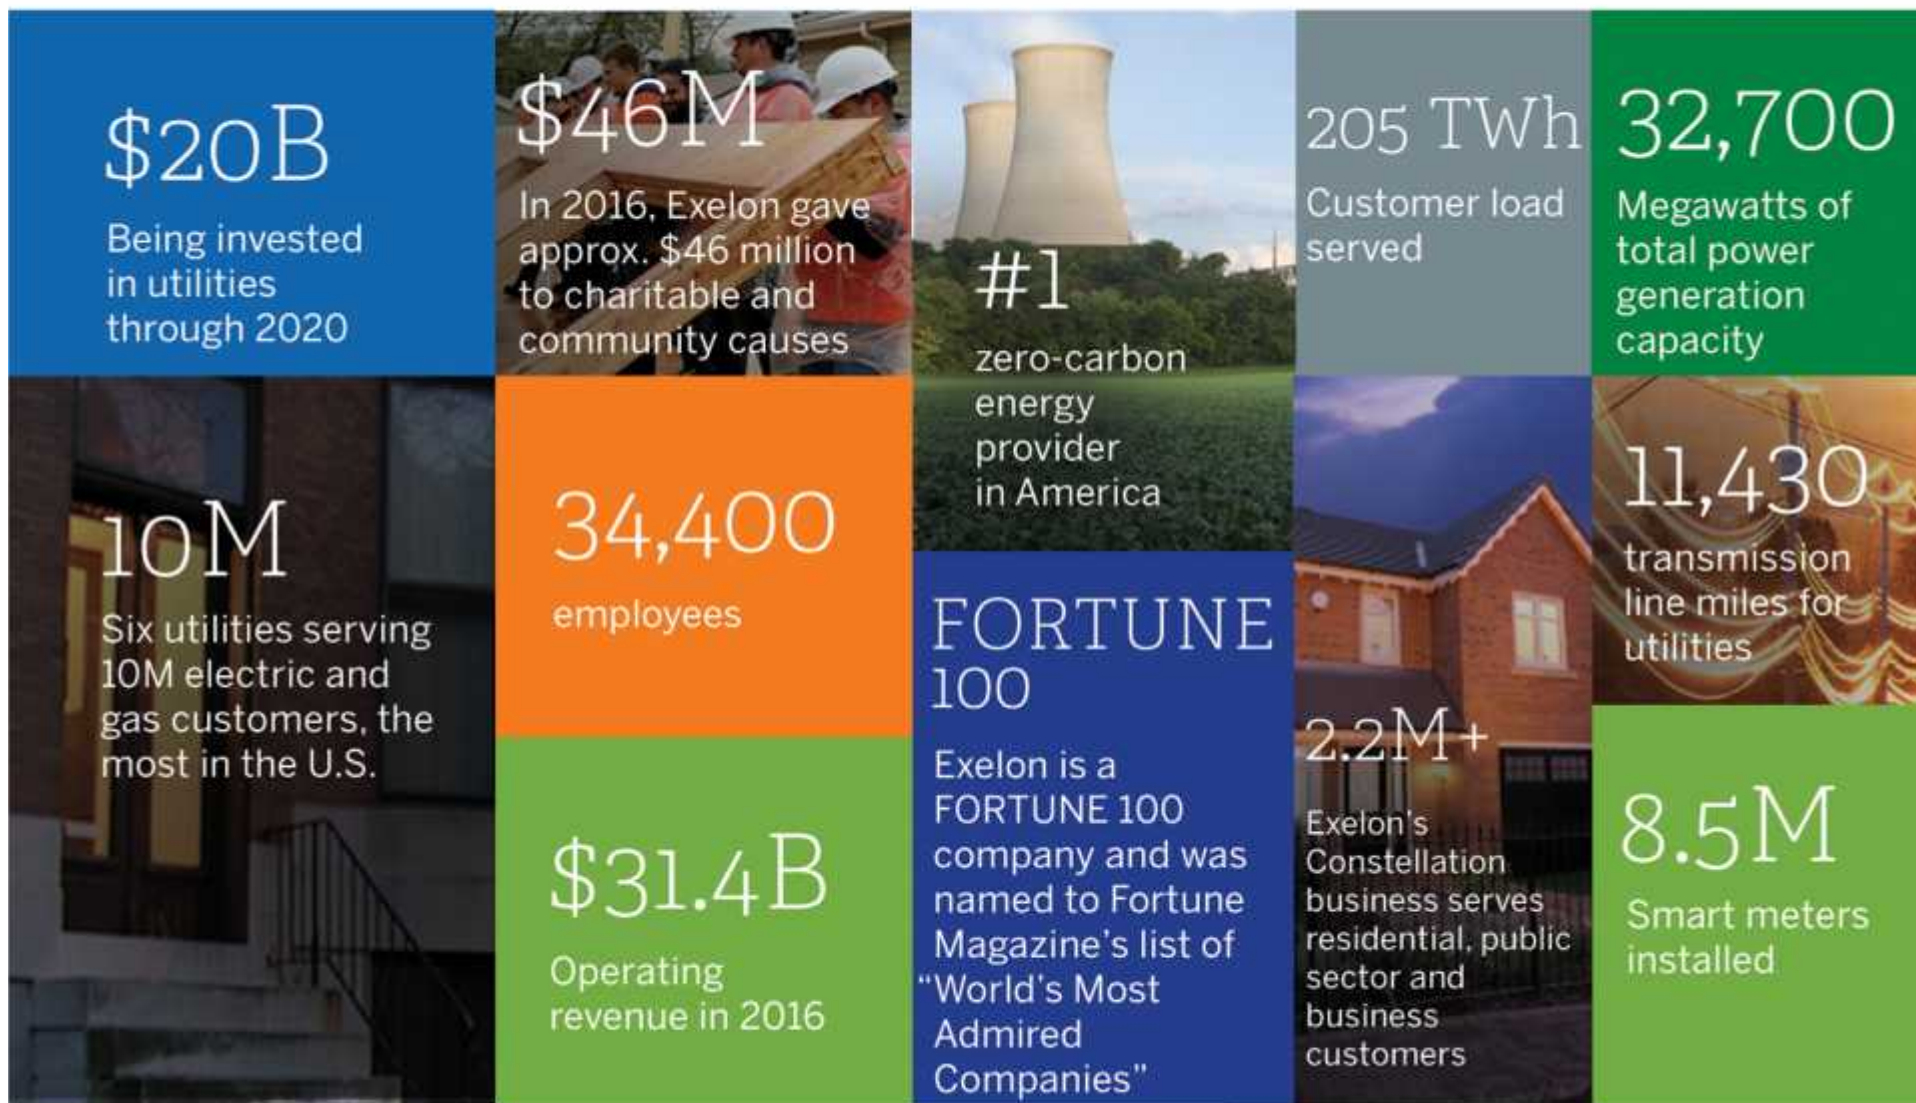 $20B
Being invested
in utilities
through 2020
$46M
In 2016, Exelon gave
approx. $46 million
to charitable and
community causes
#1
zero-carbon
energy
provider
in America
205 TWh
Customer load
served
32,700
Megawatts of
total power
generation
capacity
10M
Six utilities serving
10M electric and
gas customers, the
most in the U.S.
34,400
employees
$31.4B
Operating
revenue in 2016
FORTUNE
100
Exelon is a
FORTUNE 100
company and was
named to Fortune
Magazine’s list of
“World’s Most
Admired
Companies”
2.2M+
Exelon’s
Constellation
business serves
residential, public
sector and
business
customers
11,430
transmission
line miles for
utilities
8.5M
Smart meters
installed